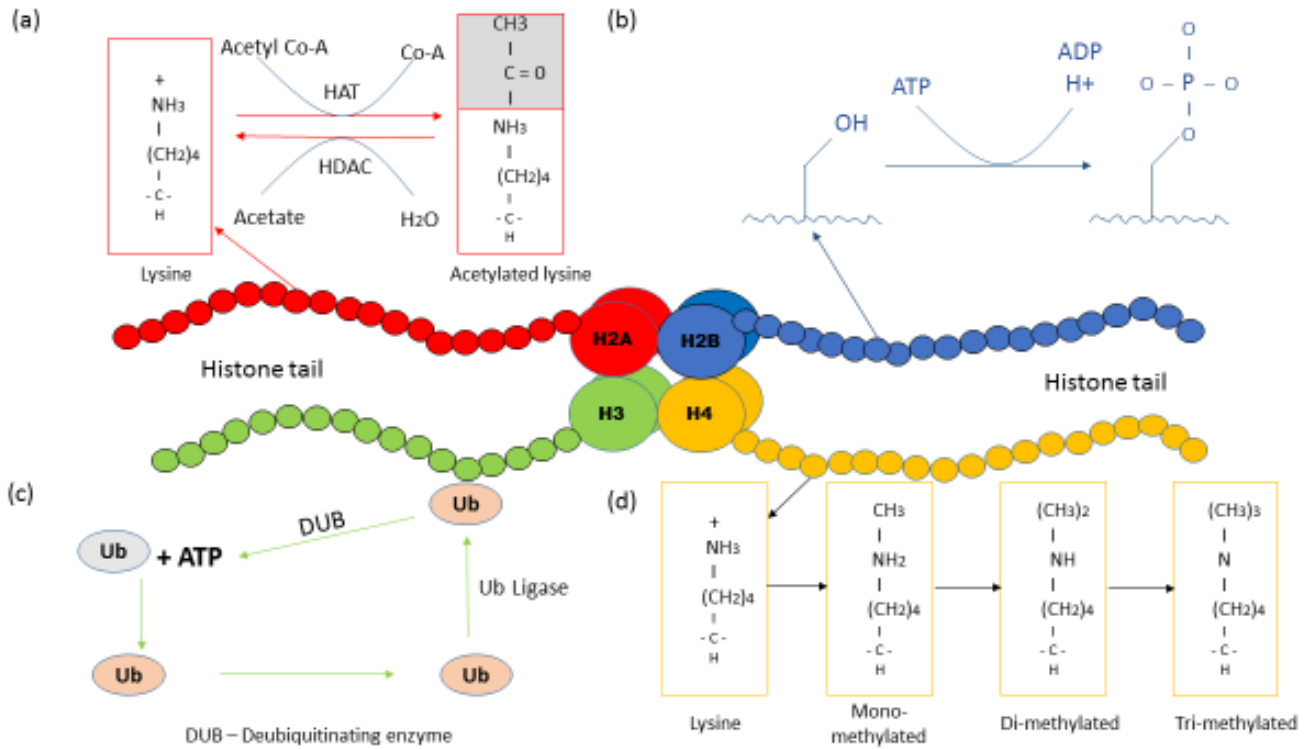 (a)
Acetyl Co-A
Co-A
HAT
HDAC
Acetate
H2O
+
NH3
(CH2)4
- C -
H
Lysine
CH3
C = 0
NH3
(CH2)4
- C -
H
Acetylated lysine
(b)
OH
ATP
ADP
H+
O
O - P - O
O
H2A
H2B
Histone tail
Histone tail
H3
H4
(c)
Ub
DUB
Ub + ATP
Ub Ligase
Ub
Ub
DUB – Deubiquitinating enzyme
(d)
+
NH3
(CH2)4
- C -
H
Lysine
CH3
NH2
(CH2)4
- C -
H
Mono-
methylated
(CH3)2
NH
(CH2)4
- C -
H
Di-methylated
(CH3)3
N
(CH2)4
- C -
H
Tri-methylated